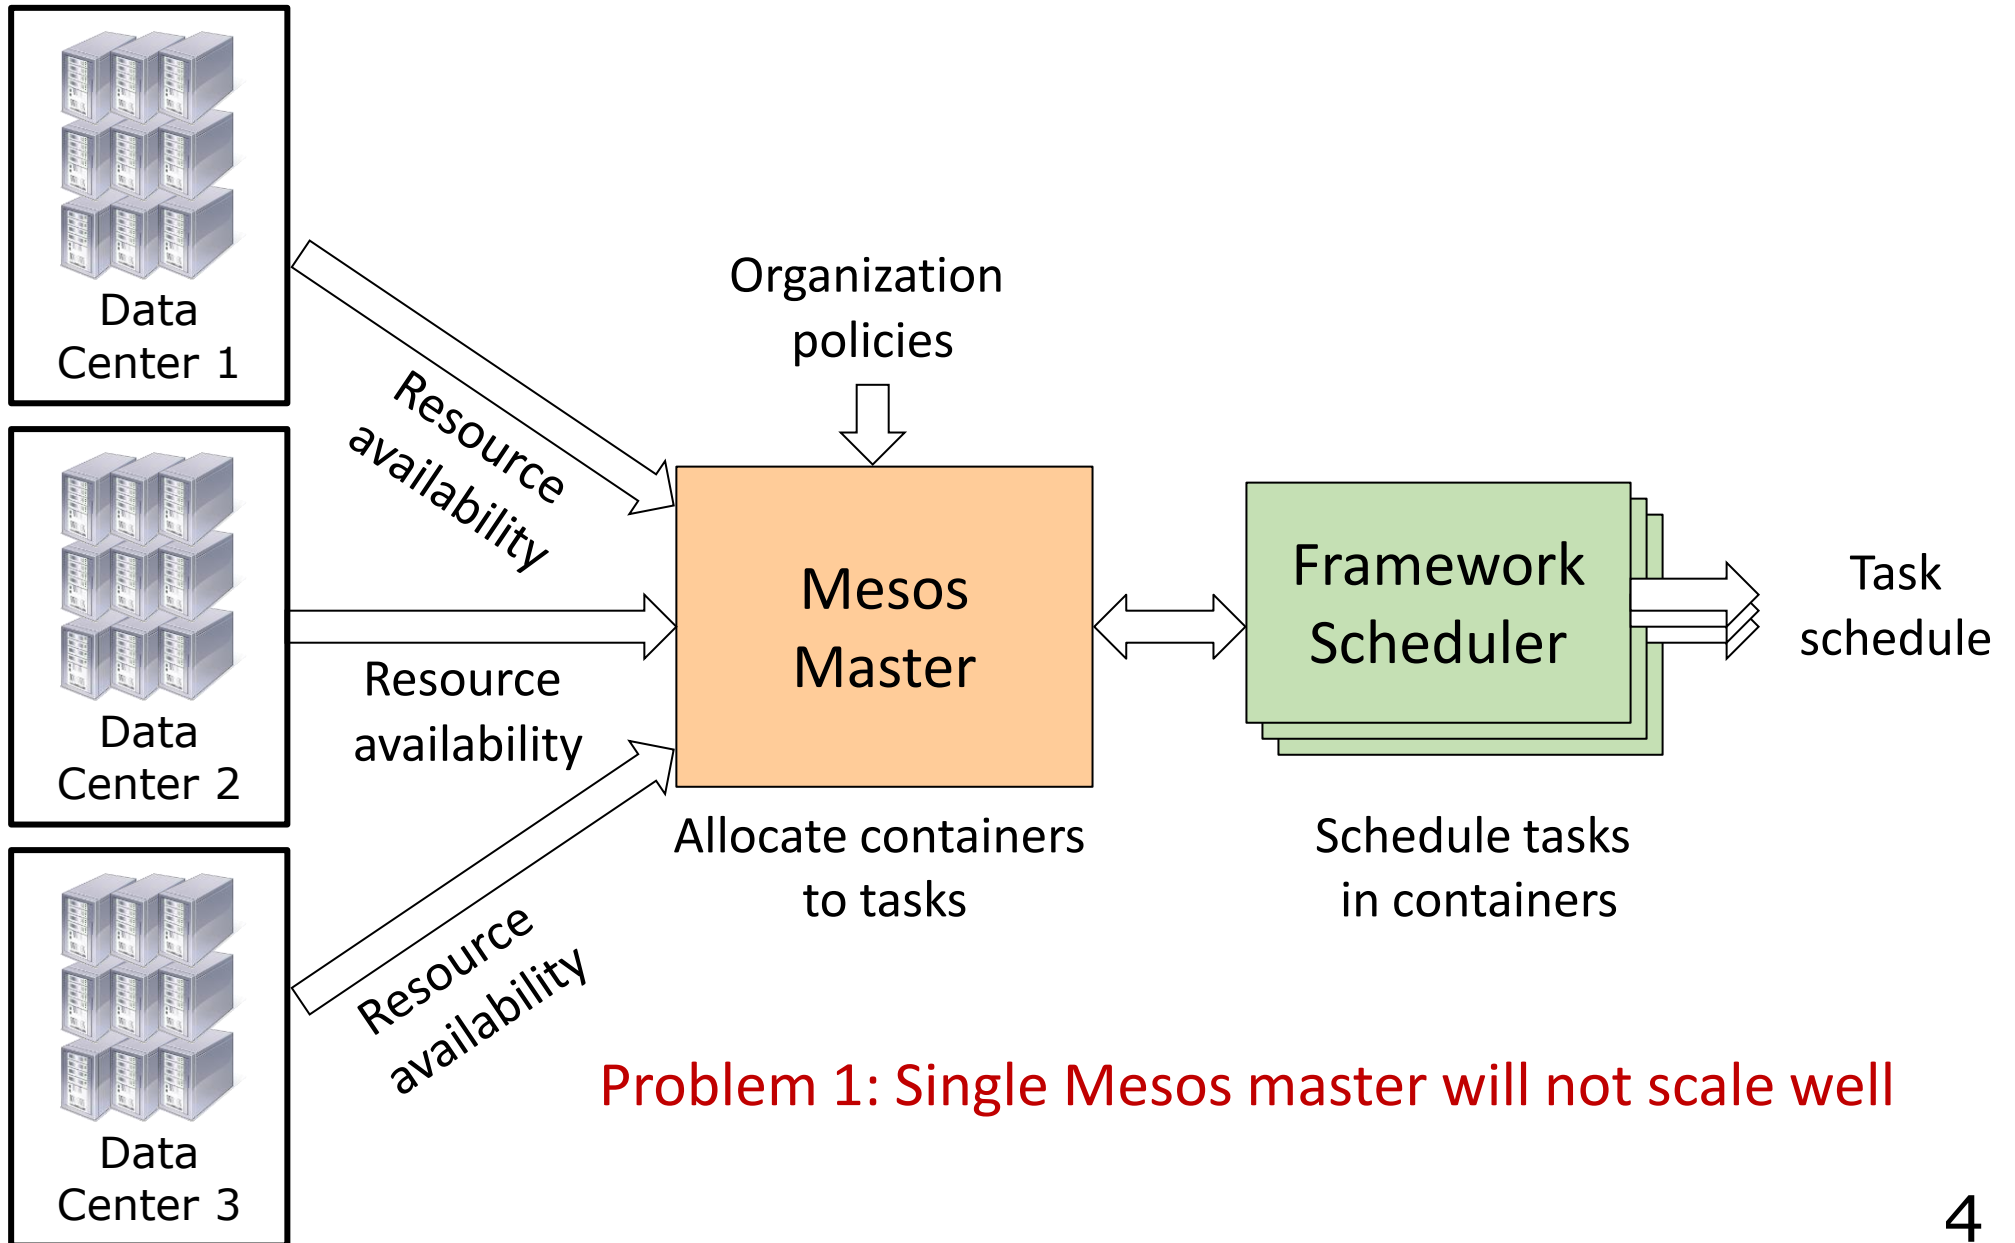 Data
Center 1
Resource
availability
Organization
policies
Data
Center 2
Resource
availability
Mesos
Master
Allocate containers
to tasks
Framework
Scheduler
Schedule tasks
in containers
Task
schedule
Data
Center 3
Resource
availability
Problem 1: Single Mesos master will not scale well
4